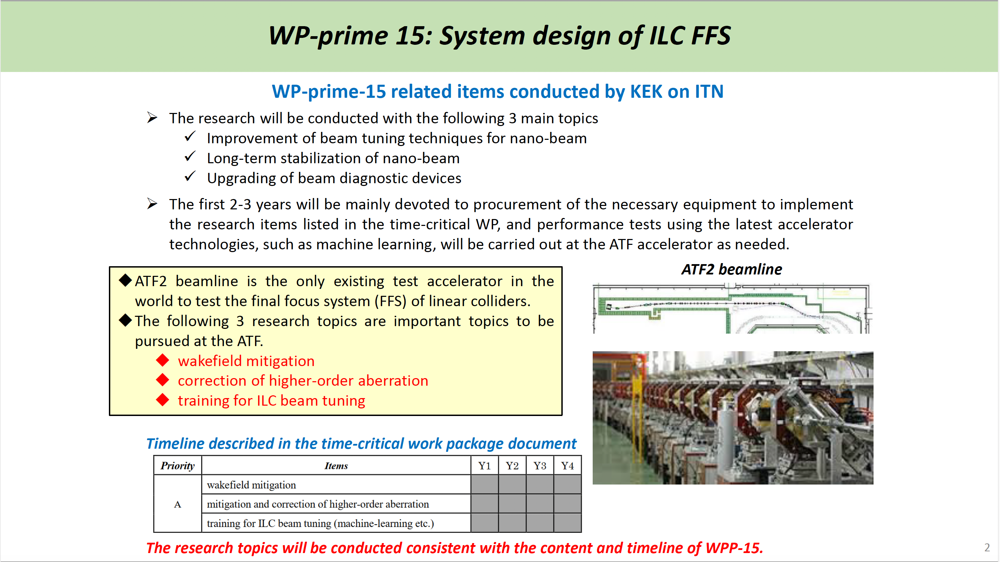 WP-prime 15: System design of ILC FFS
WP-prime-15 related items conducted by KEK on ITN
➢ The research will be conducted with the following 3 main topics
✓ Improvement of beam tuning techniques for nano-beam
✓ Long-term stabilization of nano-beam
✓ Upgrading of beam diagnostic devices
➢ The first 2-3 years will be mainly devoted to procurement of the necessary equipment to implement
the research items listed in the time-critical WP, and performance tests using the latest accelerator
technologies, such as machine learning, will be carried out at the ATF accelerator as needed.
◆ ATF2 beamline is the only existing test accelerator in the
world to test the final focus system (FFS) of linear colliders.
◆ The following 3 research topics are important topics to be
pursued at the ATF.
◆ wakefield mitigation
◆ correction of higher-order aberration
◆ training for ILC beam tuning
ATF2 beamline
Timeline described in the time-critical work package document
Priority Items Y1 Y2 Y3 Y4
wakefield mitigation
A mitigation and correction of higher-order aberration
training for ILC beam tuning (machine-learning etc.)
The research topics will be conducted consistent with the content and timeline of WPP-15.
2